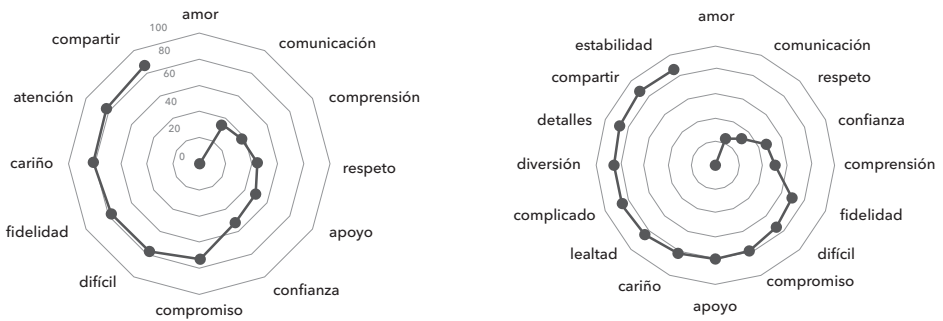 amor
comunicación
comprensión
respeto
apoyo
confianza
compromiso
difícil
fidelidad
cariño
atención
compartir
100
80
60
40
20
0
amor
comunicación
respeto
confianza
comprensión
fidelidad
difícil
compromiso
apoyo
cariño
lealtad
complicado
diversión
detalles
compartir
estabilidad